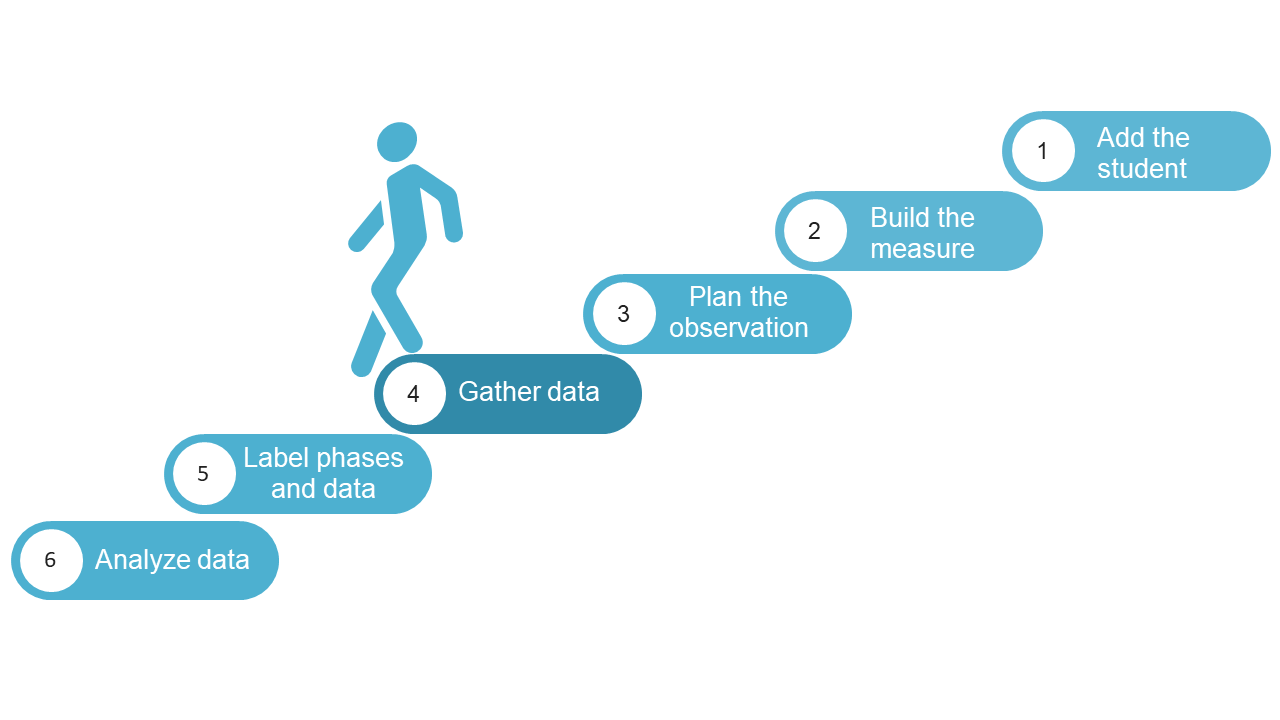 1
Add the
student
2
Build the
measure
3
Plan the
observation
4
Gather data
5
Label phases
and data
6
Analyze data